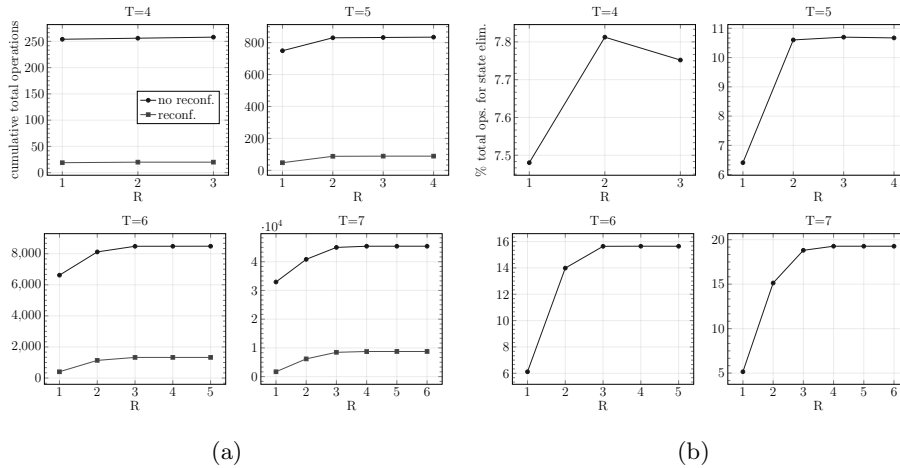 T=4
T=5
T=4
T=5
cumulative total operations
250
200
150
100
50
0
no reconf.
reconf.
1 2 3
R
800
600
400
200
0
1 2 3 4
R
% total ops. for state elim.
7.8
7.7
7.6
7.5
1 2 3
R
11
10
9
8
7
6
5
1 2 3 4
R
T=6
T=7
T=6
T=7
8,000
6,000
4,000
2,000
0
1 2 3 4 5
R
·10^4
4
3
2
1
0
1 2 3 4 5 6
R
16
14
12
10
8
6
1 2 3 4 5
R
20
15
10
5
1 2 3 4 5 6
R
(a)
(b)